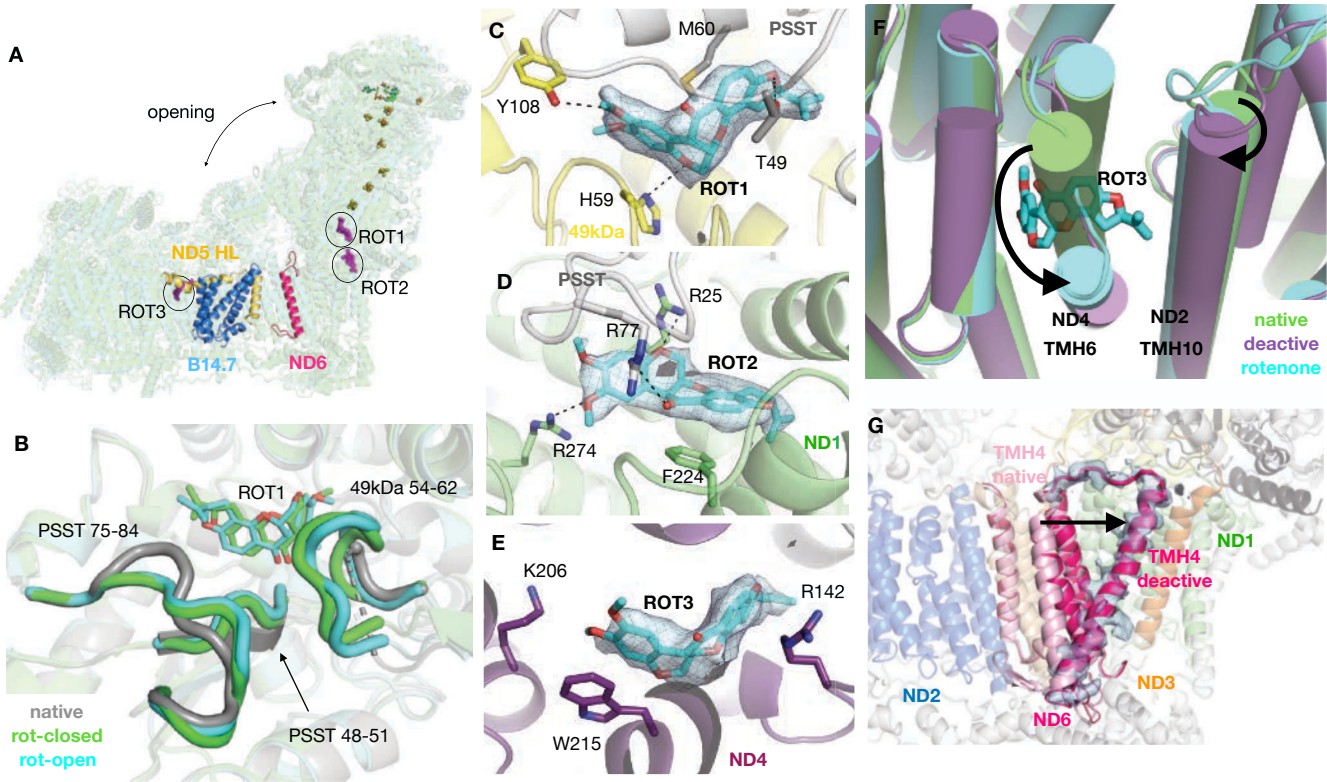 A
opening
ROT1
ROT2
ND5 HL
ROT3
B14.7
ND6
B
ROT1
49kDa 54-62
PSST 75-84
native
rot-closed
rot-open
PSST 48-51
C
M60
PSST
Y108
T49
ROT1
H59
49kDa
D
PSST
R25
R77
ROT2
R274
F224
ND1
E
K206
ROT3
R142
W215
ND4
F
ROT3
ND4
TMH6
ND2
TMH10
native
deactive
rotenone
G
TMH4
native
ND1
TMH4
deactive
ND3
ND2
ND6